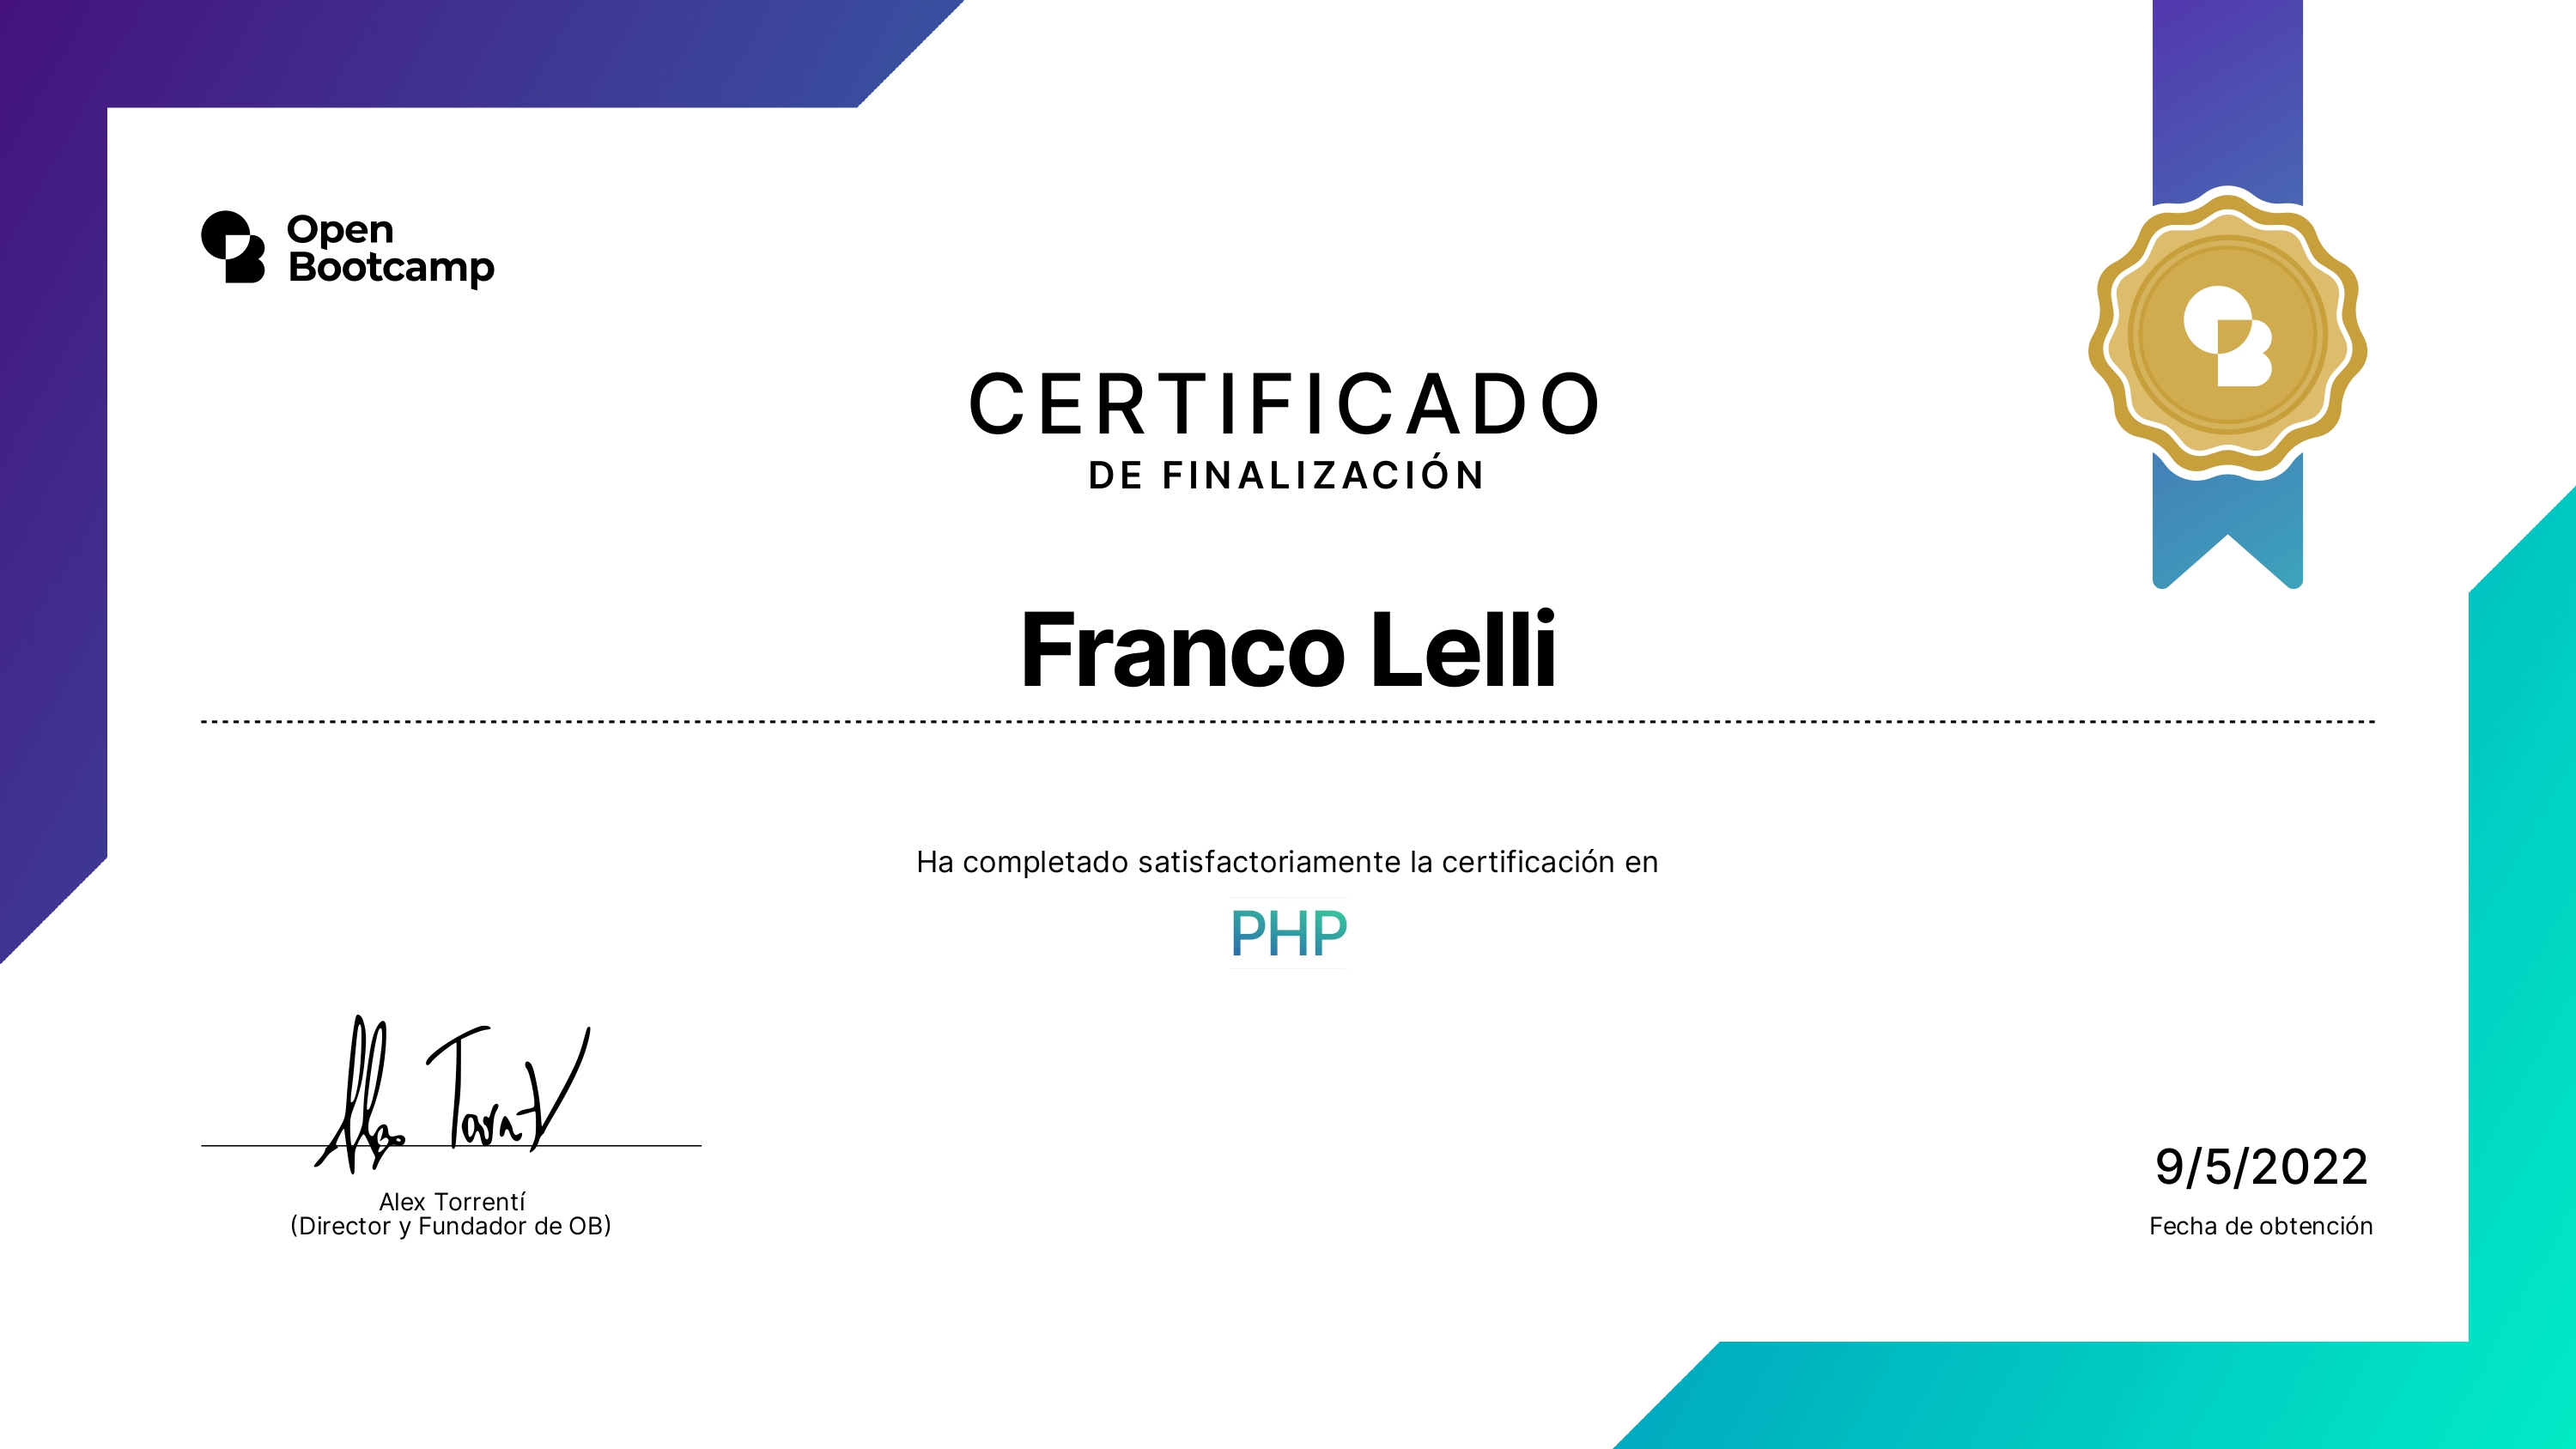 Open
Bootcamp
CERTIFICADO
DE FINALIZACIÓN
Franco Lelli
Ha completado satisfactoriamente la certificación en
PHP
Alex Torrentí
(Director y Fundador de OB)
9/5/2022
Fecha de obtención